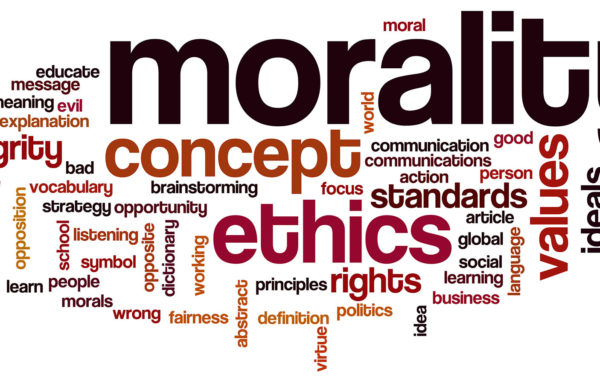 moral
moralit
educate
message
meaning
evil
world
explanation
grity
concept
communication
good
communications
bad
action
person
values
ideals
vocabulary
brainstorming
focus
standards
strategy
opportunity
article
opposition
school
listening
opposite
dictionary
working
ethics
global
language
symbol
social
learn
people
principles
rights
learning
morals
business
wrong
fairness
abstract
definition
politics
idea
virtue